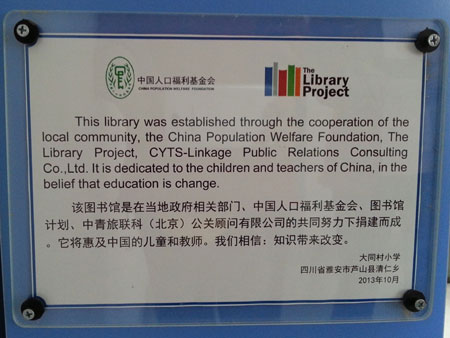 中国人口福利基金会
CHINA POPULATION WELFARE FOUNDATION
The
Library
Project
This library was established through the cooperation of the
local community, the China Population Welfare Foundation, The
Library Project, CYTS-Linkage Public Relations Consulting
Co.,Ltd. It is dedicated to the children and teachers of China, in the
belief that education is change.
该图书馆是在当地政府相关部门、中国人口福利基金会、图书馆
计划、中青旅联科（北京）公关顾问有限公司的共同努力下捐建而成
。它将惠及中国的儿童和教师。我们相信：知识带来改变。
大同村小学
四川省雅安市芦山县清仁乡
2013年10月